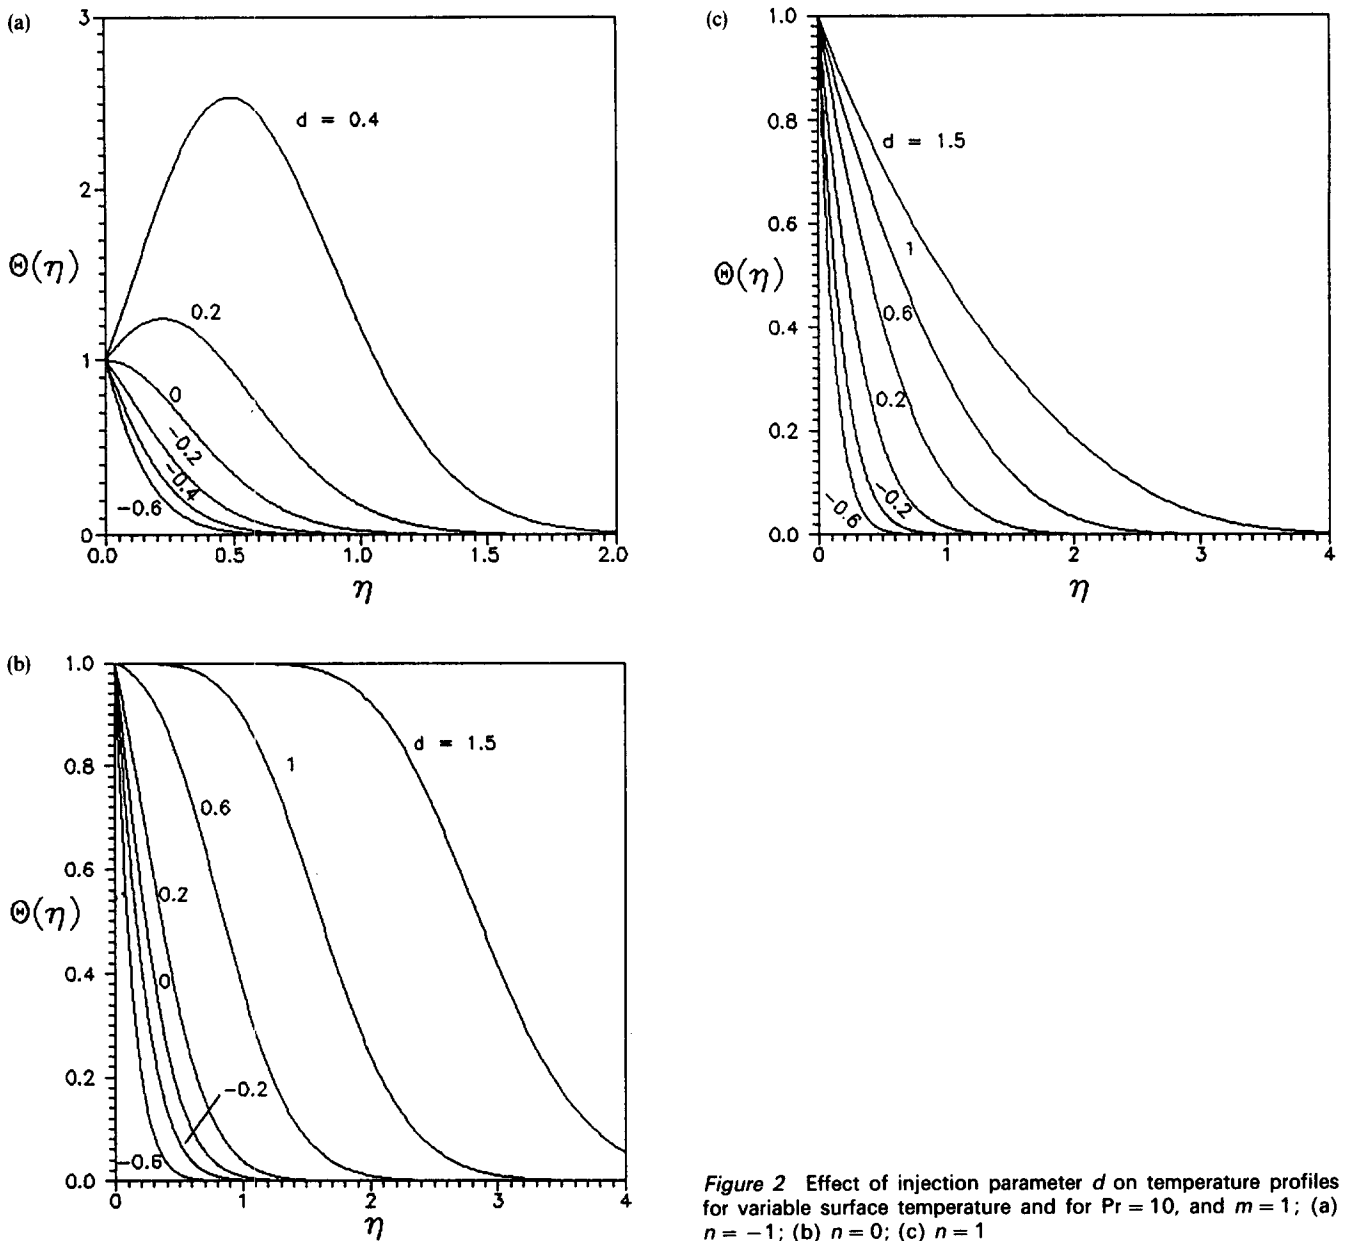 (a)
3
2
1
0
Θ(η)
d = 0.4
0.2
0
−0.2
−0.4
−0.6
0.0 0.5 1.0 1.5 2.0
η
(c)
1.0
0.8
0.6
0.4
0.2
0.0
Θ(η)
d = 1.5
1
0.6
0.2
−0.2
−0.6
0 1 2 3 4
η
(b)
1.0
0.8
0.6
0.4
0.2
0.0
Θ(η)
d = 1.5
1
0.6
0.2
0
−0.2
−0.6
0 1 2 3 4
η
Figure 2 Effect of injection parameter d on temperature profiles
for variable surface temperature and for Pr = 10, and m = 1; (a)
n = −1; (b) n = 0; (c) n = 1